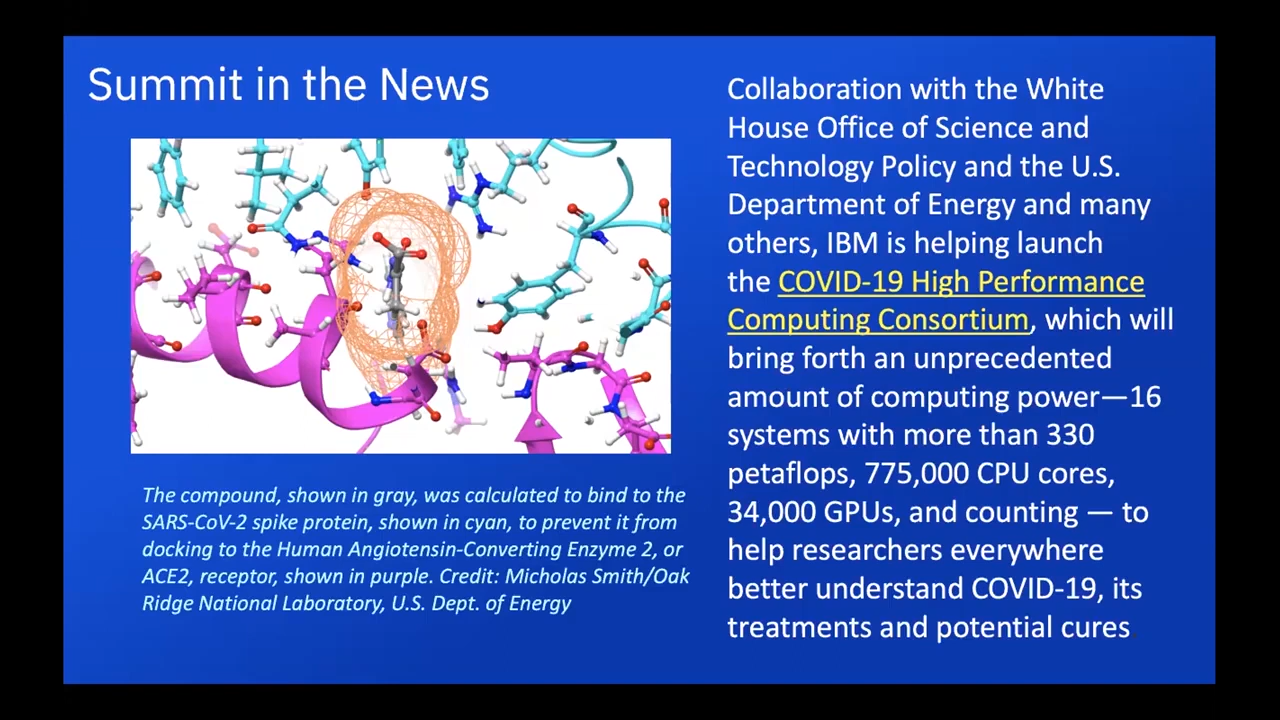 Summit in the News
The compound, shown in gray, was calculated to bind to the
SARS-CoV-2 spike protein, shown in cyan, to prevent it from
docking to the Human Angiotensin-Converting Enzyme 2, or
ACE2, receptor, shown in purple. Credit: Micholas Smith/Oak
Ridge National Laboratory, U.S. Dept. of Energy
Collaboration with the White
House Office of Science and
Technology Policy and the U.S.
Department of Energy and many
others, IBM is helping launch
the COVID-19 High Performance
Computing Consortium, which will
bring forth an unprecedented
amount of computing power—16
systems with more than 330
petaflops, 775,000 CPU cores,
34,000 GPUs, and counting — to
help researchers everywhere
better understand COVID-19, its
treatments and potential cures.